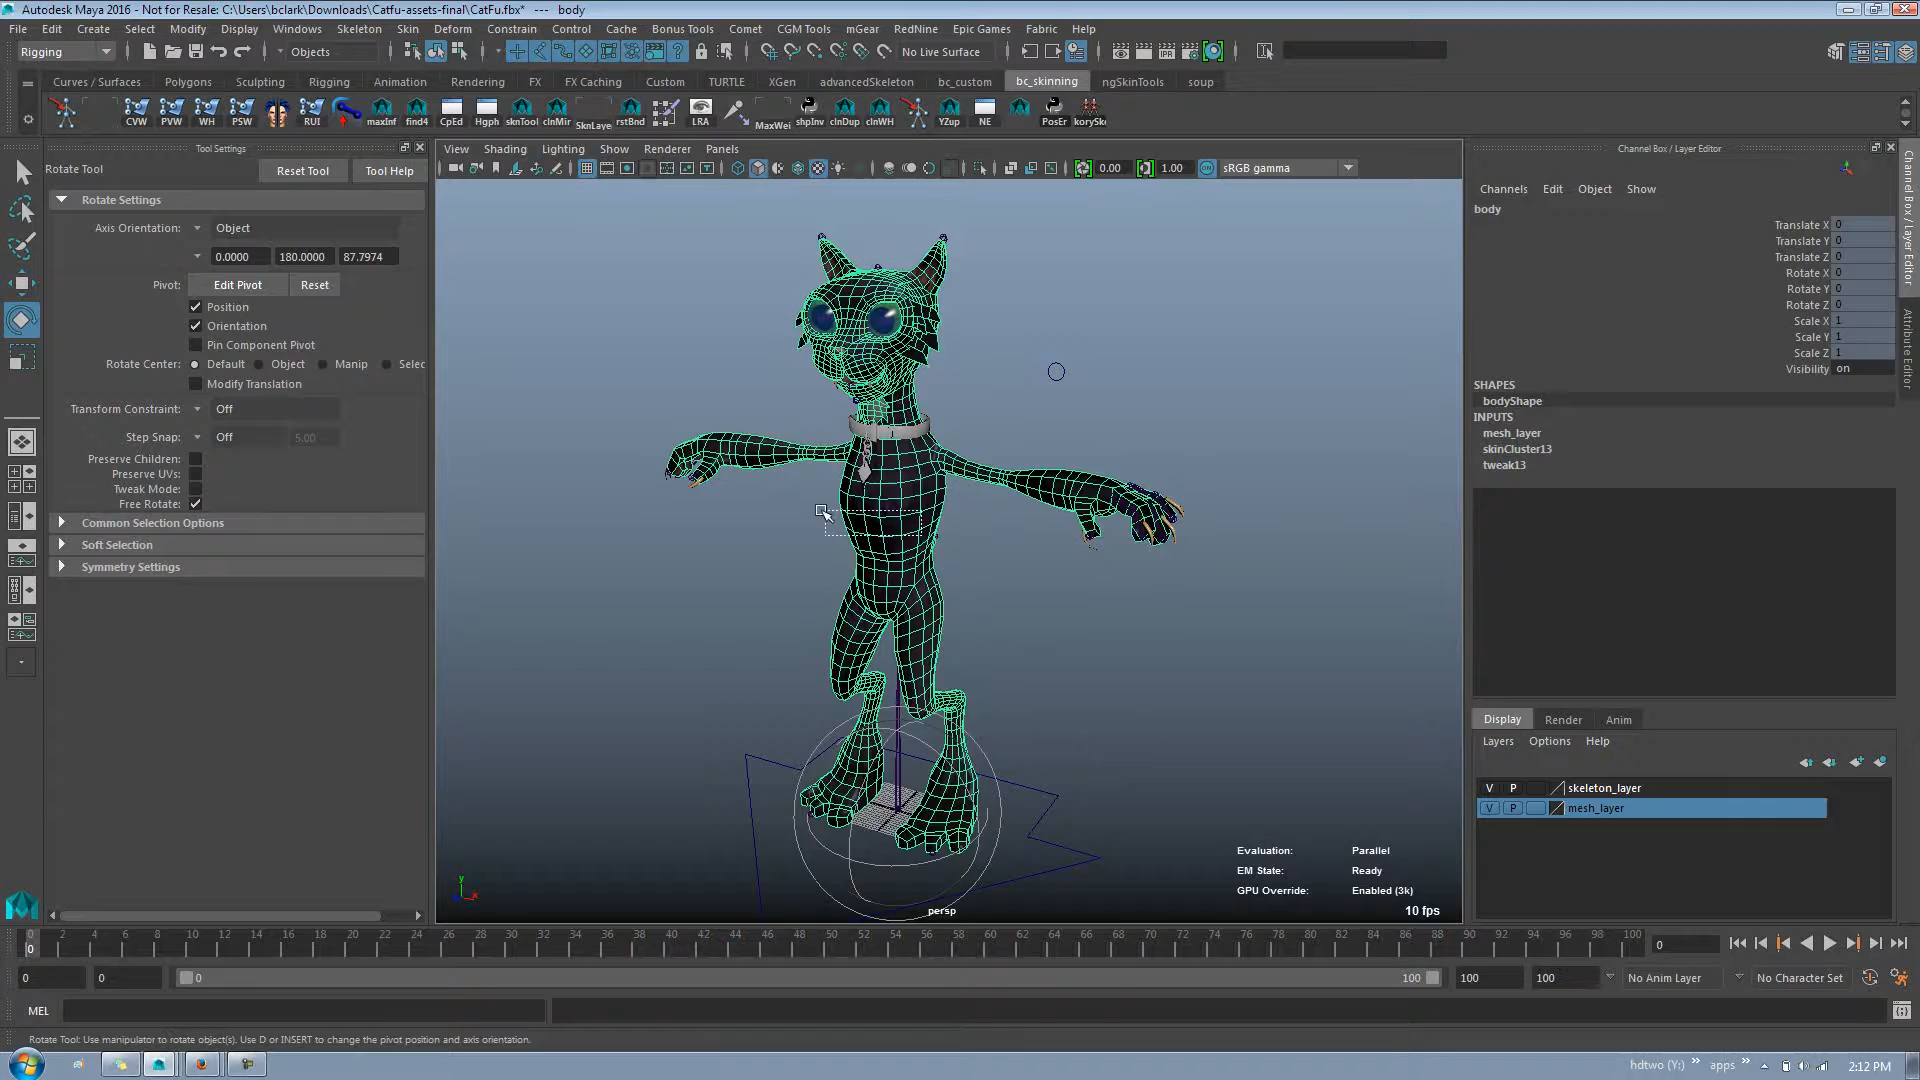 Autodesk Maya 2016 - Not for Resale: C:\Users\bclark\Downloads\Catfu-assets-final\CatFu.fbx*   ---   body
File Edit Create Select Modify Display Windows Skeleton Skin Deform Constrain Control Cache Bonus Tools Comet CGM Tools mGear RedNine Epic Games Fabric Help
Rigging Objects No Live Surface
Curves / Surfaces Polygons Sculpting Rigging Animation Rendering FX FX Caching Custom TURTLE XGen advancedSkeleton bc_custom bc_skinning ngSkinTools soup
CVW PVW WH PSW RUI maxInf find4 CpEd Hgph sknTool clnMir SknLaye rstBnd LRA MaxWei shpInv clnDup clnWH YZup NE PosEr korySk
Tool Settings
Rotate Tool Reset Tool Tool Help
Rotate Settings
Axis Orientation: Object
0.0000 180.0000 87.7974
Pivot: Edit Pivot Reset
Position
Orientation
Pin Component Pivot
Rotate Center: Default Object Manip Selec
Modify Translation
Transform Constraint: Off
Step Snap: Off 5.00
Preserve Children:
Preserve UVs:
Tweak Mode:
Free Rotate:
Common Selection Options
Soft Selection
Symmetry Settings
View Shading Lighting Show Renderer Panels
0.00 1.00 sRGB gamma
Evaluation: Parallel
EM State: Ready
GPU Override: Enabled (3k)
persp
10 fps
y
x
Channel Box / Layer Editor
Channels Edit Object Show
body
Translate X 0
Translate Y 0
Translate Z 0
Rotate X 0
Rotate Y 0
Rotate Z 0
Scale X 1
Scale Y 1
Scale Z 1
Visibility on
SHAPES
bodyShape
INPUTS
mesh_layer
skinCluster13
tweak13
Channel Box / Layer Editor
Attribute Editor
Display Render Anim
Layers Options Help
V P skeleton_layer
V P mesh_layer
0 2 4 6 8 10 12 14 16 18 20 22 24 26 28 30 32 34 36 38 40 42 44 46 48 50 52 54 56 58 60 62 64 66 68 70 72 74 76 78 80 82 84 86 88 90 92 94 96 98 100
0 0
0 0 0 100 100 100 No Anim Layer No Character Set
MEL
Rotate Tool: Use manipulator to rotate object(s). Use D or INSERT to change the pivot position and axis orientation.
hdtwo (Y:) » apps » 2:12 PM